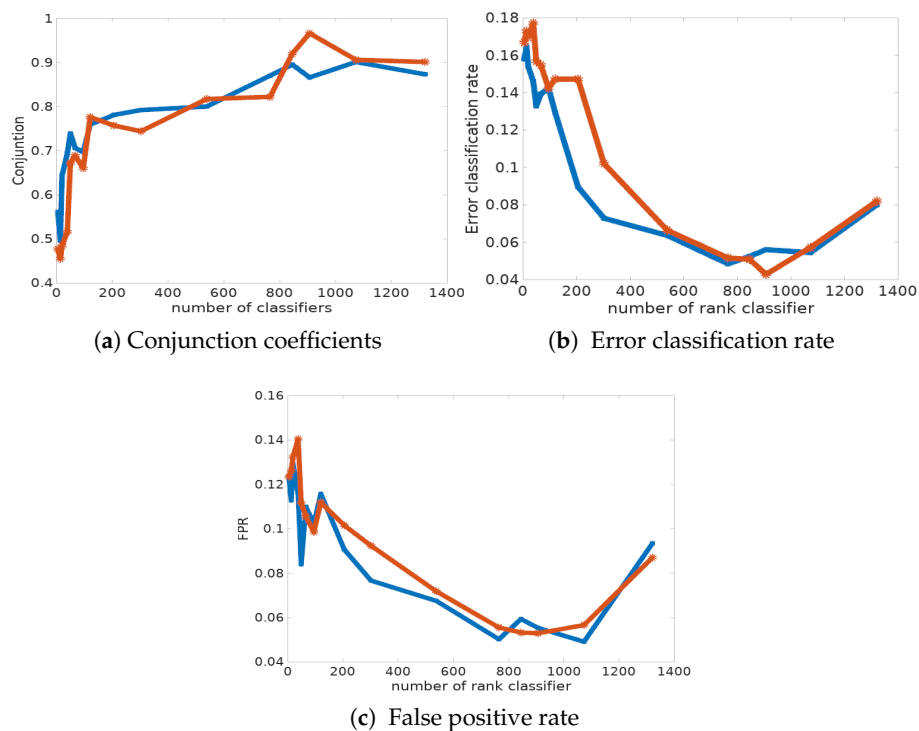 1
0.9
0.8
0.7
0.6
0.5
0.4
Conjuntion
0 200 400 600 800 1000 1200 1400
number of classifiers
(a) Conjunction coefficients
0.18
0.16
0.14
0.12
0.1
0.08
0.06
0.04
Error classification rate
0 200 400 600 800 1000 1200 1400
number of rank classifier
(b) Error classification rate
0.16
0.14
0.12
0.1
0.08
0.06
0.04
FPR
0 200 400 600 800 1000 1200 1400
number of rank classifier
(c) False positive rate